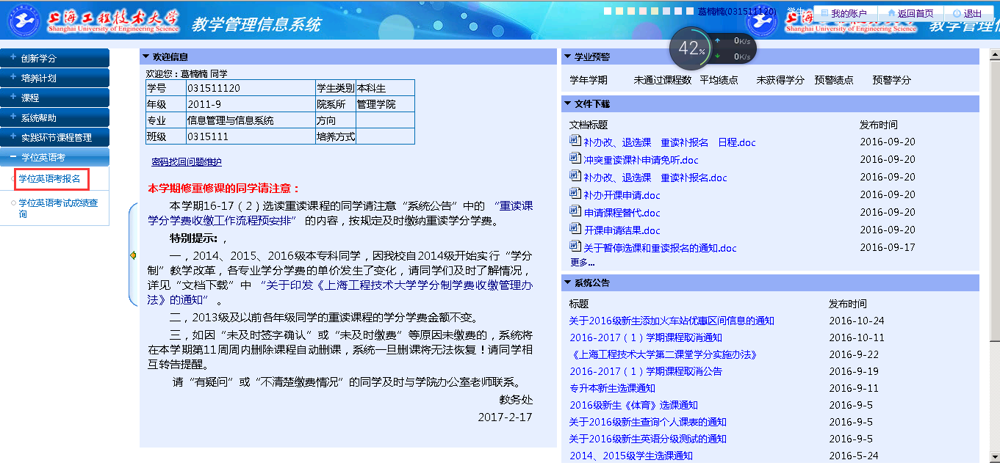 上海工程技术大学
Shanghai University of Engineering Science
教学管理信息系统
葛楠楠(031511120) 学生
我的账户 返回首页 退出
Shanghai University of Engineering Science
教学管理信
42%
0K/s
0K/s
创新学分
培养计划
课程
系统帮助
实践环节课程管理
学位英语考
学位英语考报名
学位英语考试成绩查
询
欢迎信息
欢迎您：葛楠楠 同学
学号 031511120 学生类别 本科生
年级 2011-9 院系所 管理学院
专业 信息管理与信息系统 方向
班级 0315111 培养方式
密码找回问题维护
本学期修重修课的同学请注意：
本学期16-17（2）选读重读课程的同学请注意“系统公告”中的 “重读课
学分学费收缴工作流程预安排” 的内容，按规定及时缴纳重读学分学费。
特别提示：，
一，2014、2015、2016级本专科同学，因我校自2014级开始实行“学分
制”教学改革，各专业学分学费的单价发生了变化，请同学们及时了解情况，
详见“文档下载”中 “关于印发《上海工程技术大学学分制学费收缴管理办
法》的通知” 。
二，2013级及以前各年级同学的重读课程的学分学费金额不变。
三，如因“未及时签字确认”或“未及时缴费”等原因未缴费的，系统将
在本学期第11周周内删除课程自动删课，系统一旦删课将无法恢复！请同学相
互转告提醒。
请“有疑问”或“不清楚缴费情况”的同学及时与学院办公室老师联系。
教务处
2017-2-17
学业预警
学年学期 未通过课程数 平均绩点 未获得学分 预警绩点 预警学分
文件下载
文档标题 发布时间
补办改、退选课 重读补报名 日程.doc 2016-09-20
冲突重读课补申请免听.doc 2016-09-20
补办改、退选课 重读补报名.doc 2016-09-20
补办开课申请.doc 2016-09-20
申请课程替代.doc 2016-09-20
开课申请结果.doc 2016-09-20
关于暂停选课和重读报名的通知.doc 2016-09-17
更多...
系统公告
标题 发布时间
关于2016级新生添加火车站优惠区间信息的通知 2016-10-24
2016-2017（1）学期课程取消通知 2016-10-11
《上海工程技术大学第二课堂学分实施办法》 2016-9-22
2016-2017（1）学期课程取消公告 2016-9-19
专升本新生选课通知 2016-9-11
2016级新生《体育》选课通知 2016-9-5
关于2016级新生查询个人课表的通知 2016-9-5
关于2016级新生英语分级测试的通知 2016-9-5
2014、2015级学生选课通知 2016-5-24